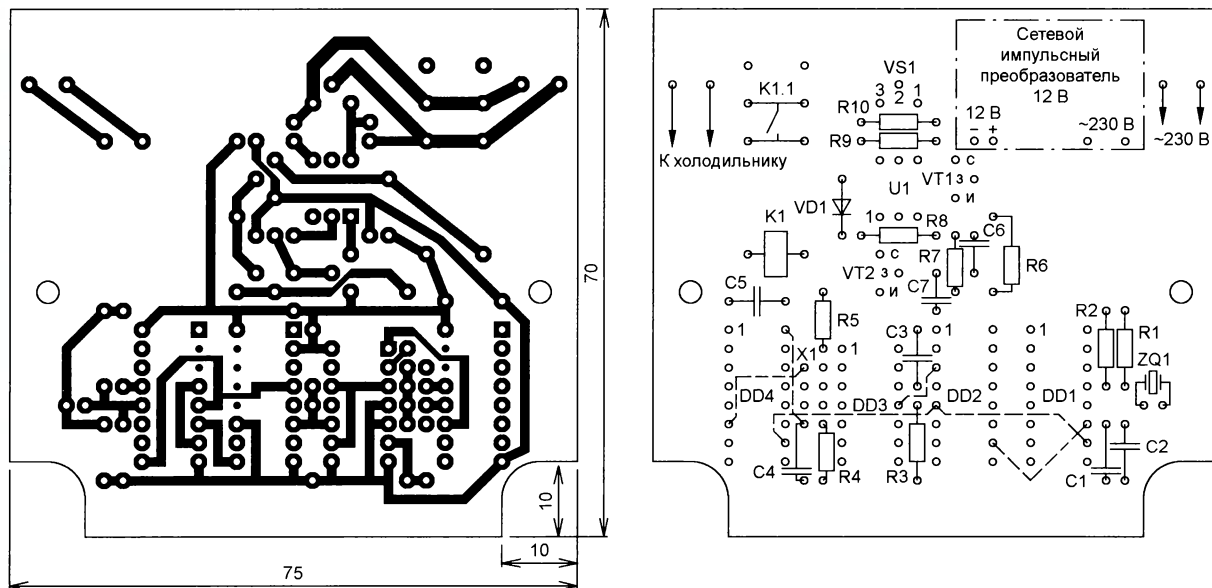 75
70
10
10
Сетевой
импульсный
преобразователь
12 В
12 В
− +
~230 В
~230 В
К холодильнику
K1.1
VS1
3 2 1
R10
R9
U1
VT1
з с
и
VD1
K1
1
R8
C6
R7
R6
VT2
с
з
и
C7
C5
R5
C3
R2
R1
ZQ1
1
X1
1
1
1
DD4
DD3
DD2
DD1
C4
R4
R3
C1
C2